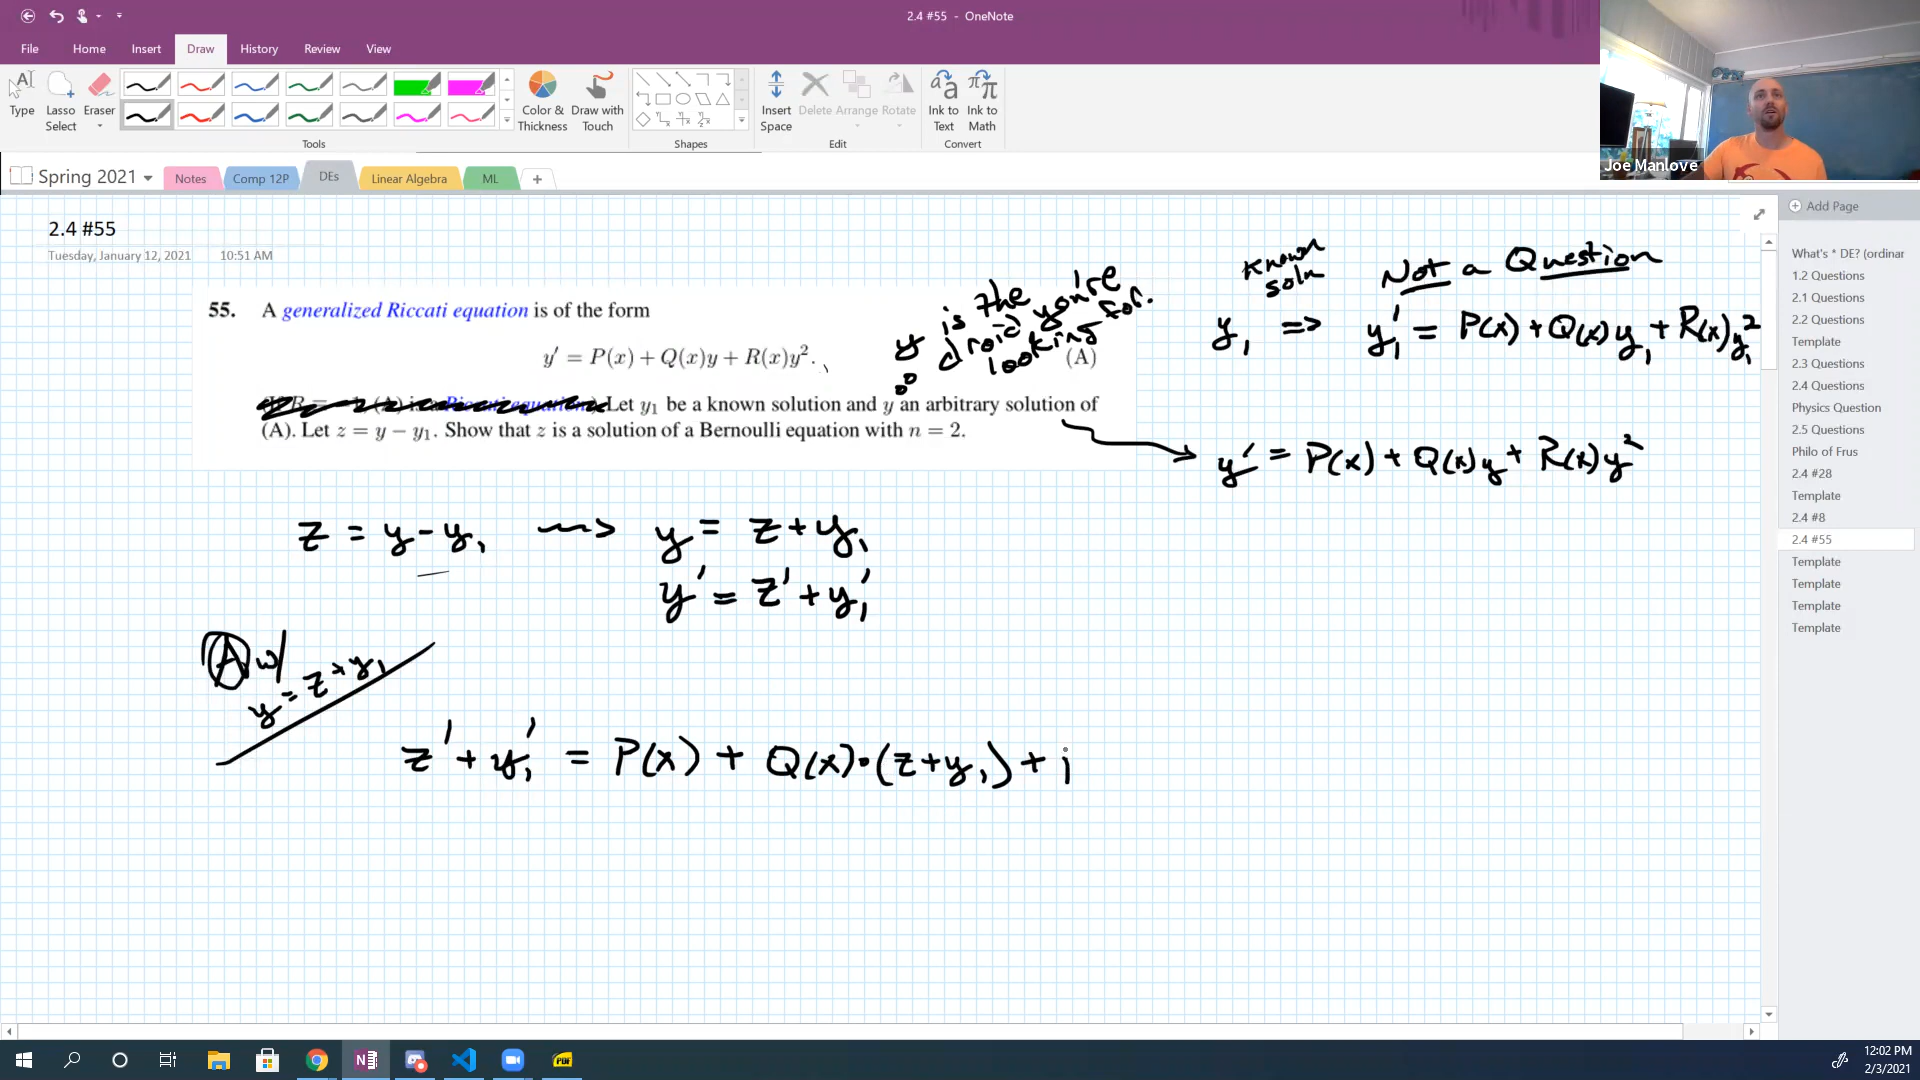 2.4 #55 - OneNote
File Home Insert Draw History Review View
Type
Lasso Select
Eraser
Color & Thickness
Draw with Touch
Insert Space
Delete Arrange Rotate
Ink to Text
Ink to Math
Tools Shapes Edit Convert
Joe Manlove
Spring 2021 Notes Comp 12P DEs Linear Algebra ML
Add Page
2.4 #55
Tuesday, January 12, 2021 10:51 AM
55. A generalized Riccati equation is of the form
y′ = P(x) + Q(x)y + R(x)y². (A)
Let y₁ be a known solution and y an arbitrary solution of
(A). Let z = y − y₁. Show that z is a solution of a Bernoulli equation with n = 2.
y is the droid you're looking for.
known soln
Not a Question
y₁ => y₁' = P(x) + Q(x)y₁ + R(x)y₁²
y' = P(x) + Q(x)y + R(x)y²
z = y - y₁ ~> y = z + y₁
y' = z' + y₁'
A w/
y = z + y₁
z' + y₁' = P(x) + Q(x)·(z+y₁) + i
What's * DE? (ordinar
1.2 Questions
2.1 Questions
2.2 Questions
Template
2.3 Questions
2.4 Questions
Physics Question
2.5 Questions
Philo of Frus
2.4 #28
Template
2.4 #8
2.4 #55
Template
Template
Template
Template
12:02 PM
2/3/2021